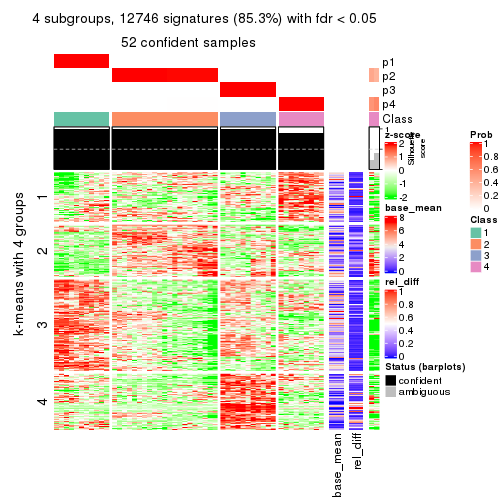 4 subgroups, 12746 signatures (85.3%) with fdr < 0.05
52 confident samples
p1
p2
p3
p4
Class
1
Silhouette
score
z-score
2
1
0
-1
-2
Prob
1
0.8
0.6
0.4
0.2
0
base_mean
8
6
4
2
0
Class
1
2
3
4
rel_diff
1
0.8
0.6
0.4
0.2
0
Status (barplots)
confident
ambiguous
k-means with 4 groups
1
2
3
4
base_mean
rel_diff